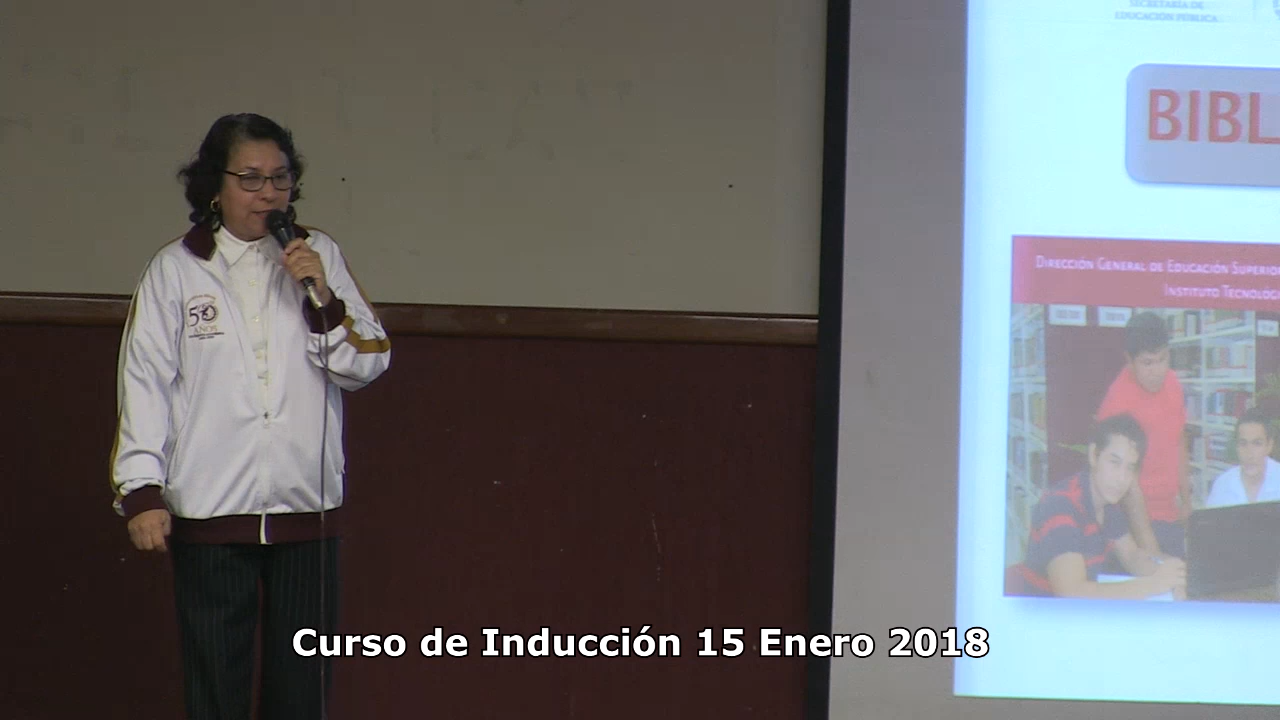 SECRETARÍA DE
EDUCACIÓN PÚBLICA
BIBL
DIRECCIÓN GENERAL DE EDUCACIÓN SUPERIOR
INSTITUTO TECNOLÓG
50
AÑOS
Curso de Inducción 15 Enero 2018